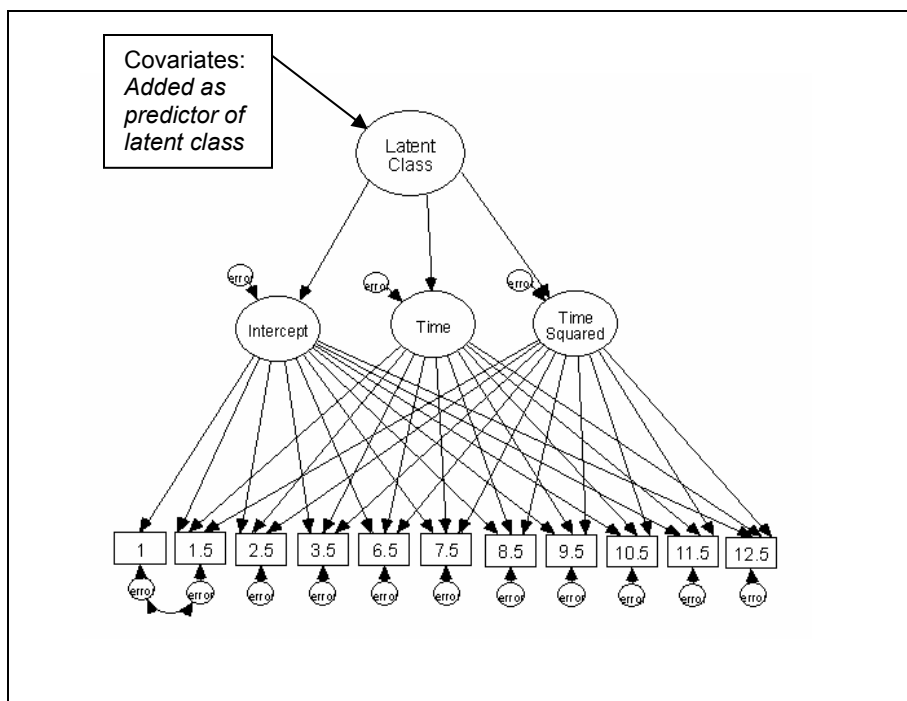 Covariates:
Added as
predictor of
latent class
Latent
Class
error
error
error
Intercept
Time
Time
Squared
1
1.5
2.5
3.5
6.5
7.5
8.5
9.5
10.5
11.5
12.5
error
error
error
error
error
error
error
error
error
error
error